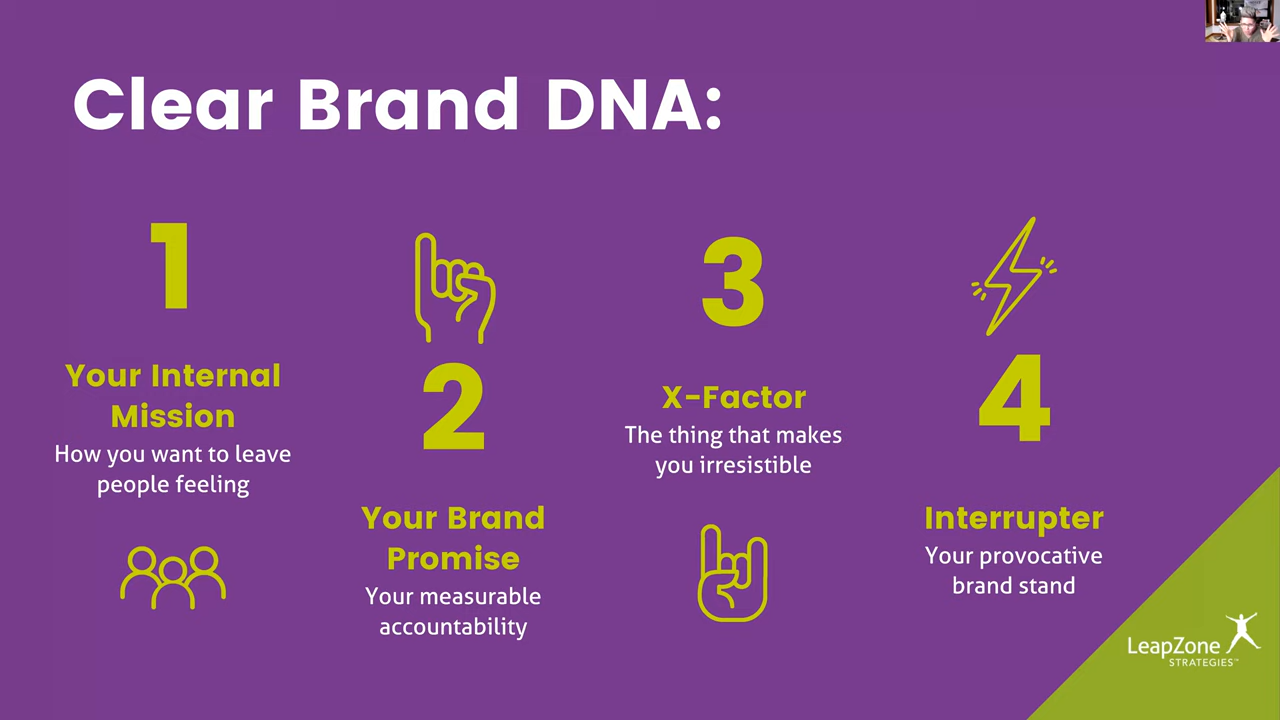 Clear Brand DNA:
1
Your Internal
Mission
How you want to leave
people feeling
2
Your Brand
Promise
Your measurable
accountability
3
X-Factor
The thing that makes
you irresistible
4
Interrupter
Your provocative
brand stand
LeapZone
STRATEGIES™